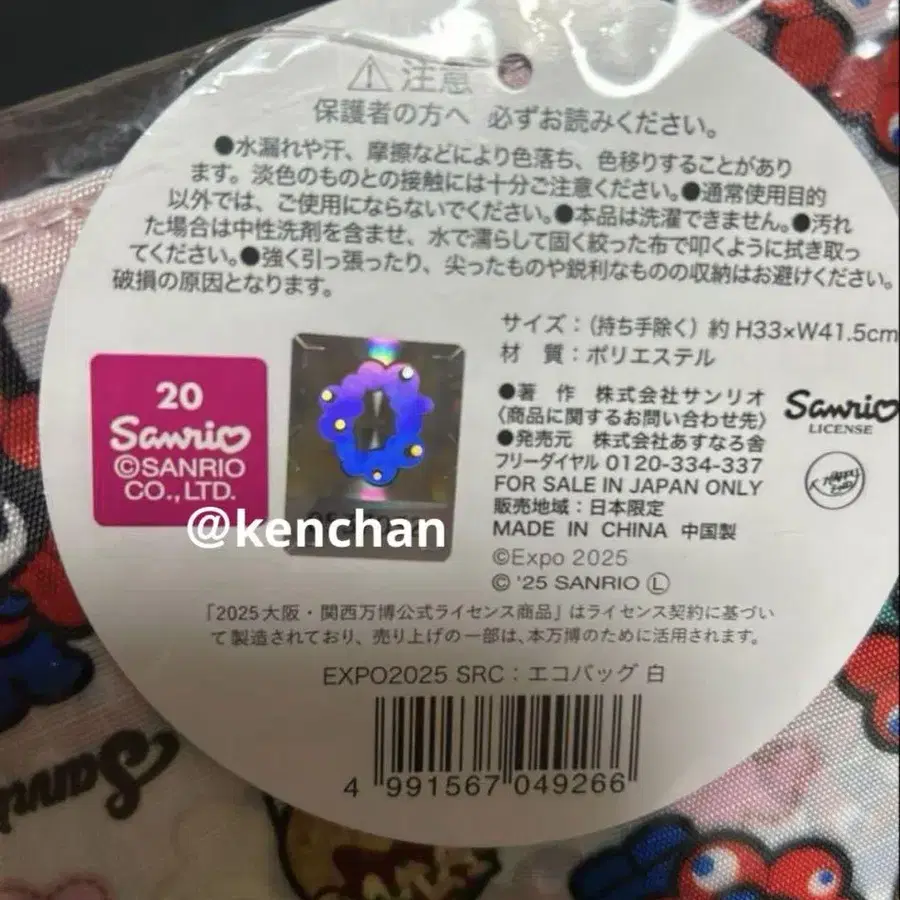 ⚠注意
保護者の方へ 必ずお読みください。
●水漏れや汗、摩擦などにより色落ち、色移りすることがあり
ます。淡色のものとの接触には十分ご注意ください。●通常使用目的
以外では、ご使用にならないでください。●本品は洗濯できません。●汚れ
た場合は中性洗剤を含ませ、水で濡らして固く絞った布で叩くように拭き取っ
てください。●強く引っ張ったり、尖ったものや鋭利なものの収納はお避けください。
破損の原因となります。
サイズ：（持ち手除く）約 H33×W41.5cm
材 質：ポリエステル
20
Sanrio
©SANRIO
CO., LTD.
●著 作 株式会社サンリオ
〈商品に関するお問い合わせ先〉
●発売元 株式会社あすなろ舎
フリーダイヤル 0120-334-337
FOR SALE IN JAPAN ONLY
販売地域：日本限定
MADE IN CHINA 中国製
©Expo 2025
© '25 SANRIO Ⓛ
Sanrio
LICENSE
@kenchan
「2025大阪・関西万博公式ライセンス商品」はライセンス契約に基づい
て製造されており、売り上げの一部は、本万博のために活用されます。
EXPO2025 SRC：エコバッグ 白
4 991567 049266